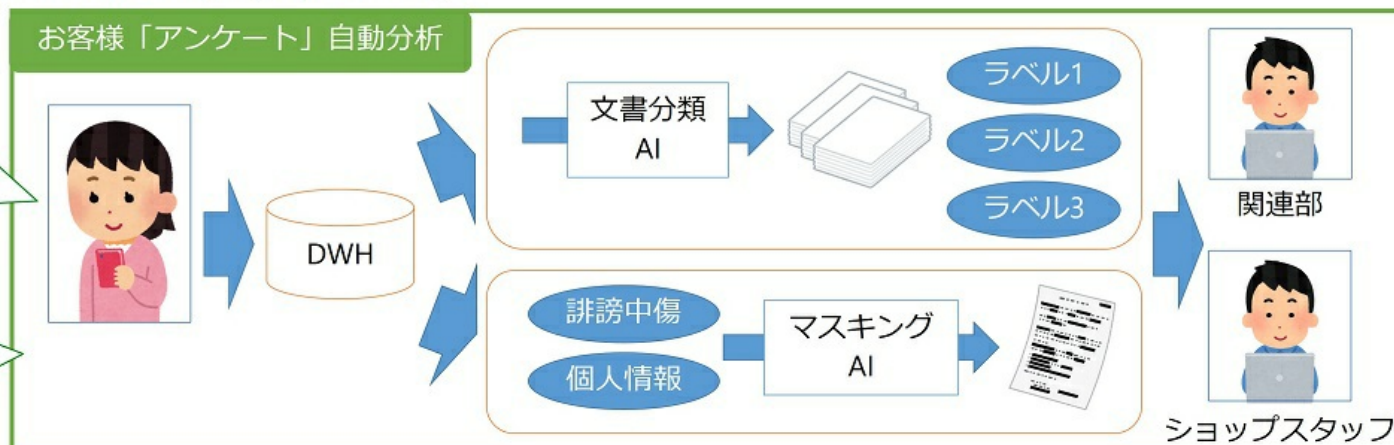 お客様「アンケート」自動分析
DWH
文書分類
AI
ラベル1
ラベル2
ラベル3
誹謗中傷
個人情報
マスキング
AI
関連部
ショップスタッフ